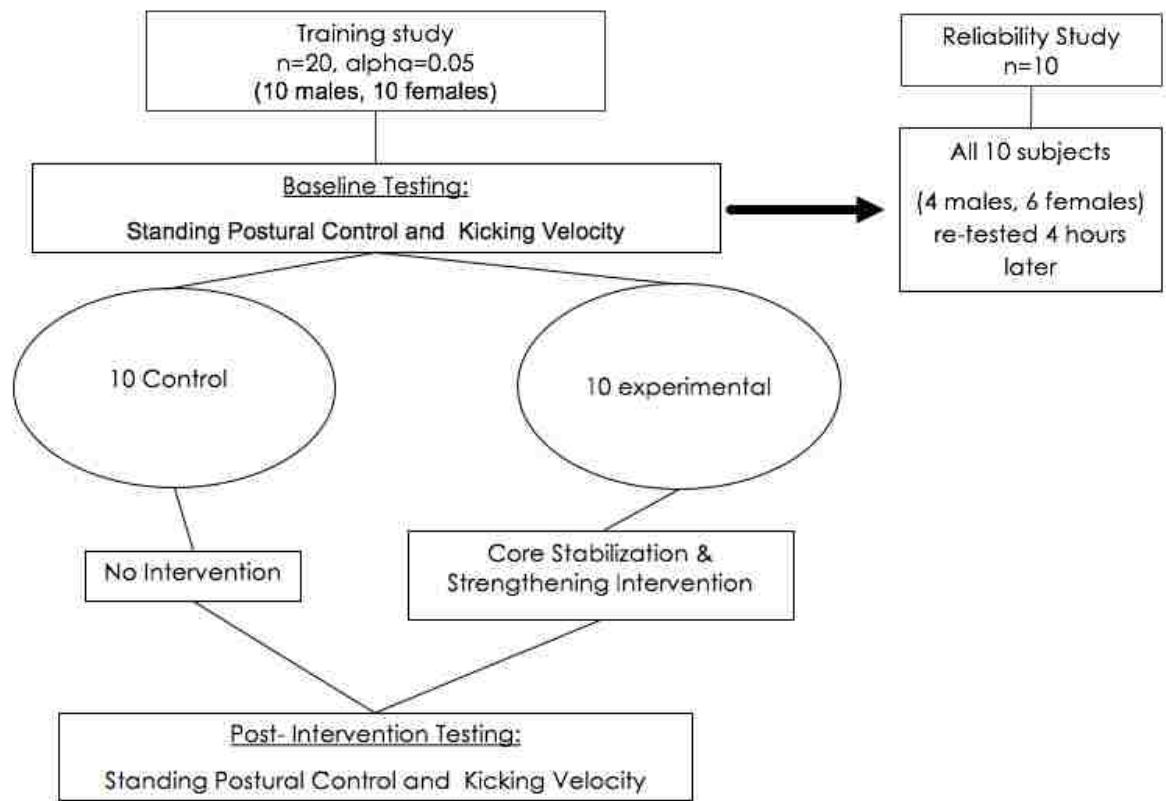 Training study
n=20, alpha=0.05
(10 males, 10 females)
Reliability Study
n=10
Baseline Testing:
Standing Postural Control and Kicking Velocity
All 10 subjects
(4 males, 6 females)
re-tested 4 hours
later
10 Control
10 experimental
No Intervention
Core Stabilization &
Strengthening Intervention
Post- Intervention Testing:
Standing Postural Control and Kicking Velocity